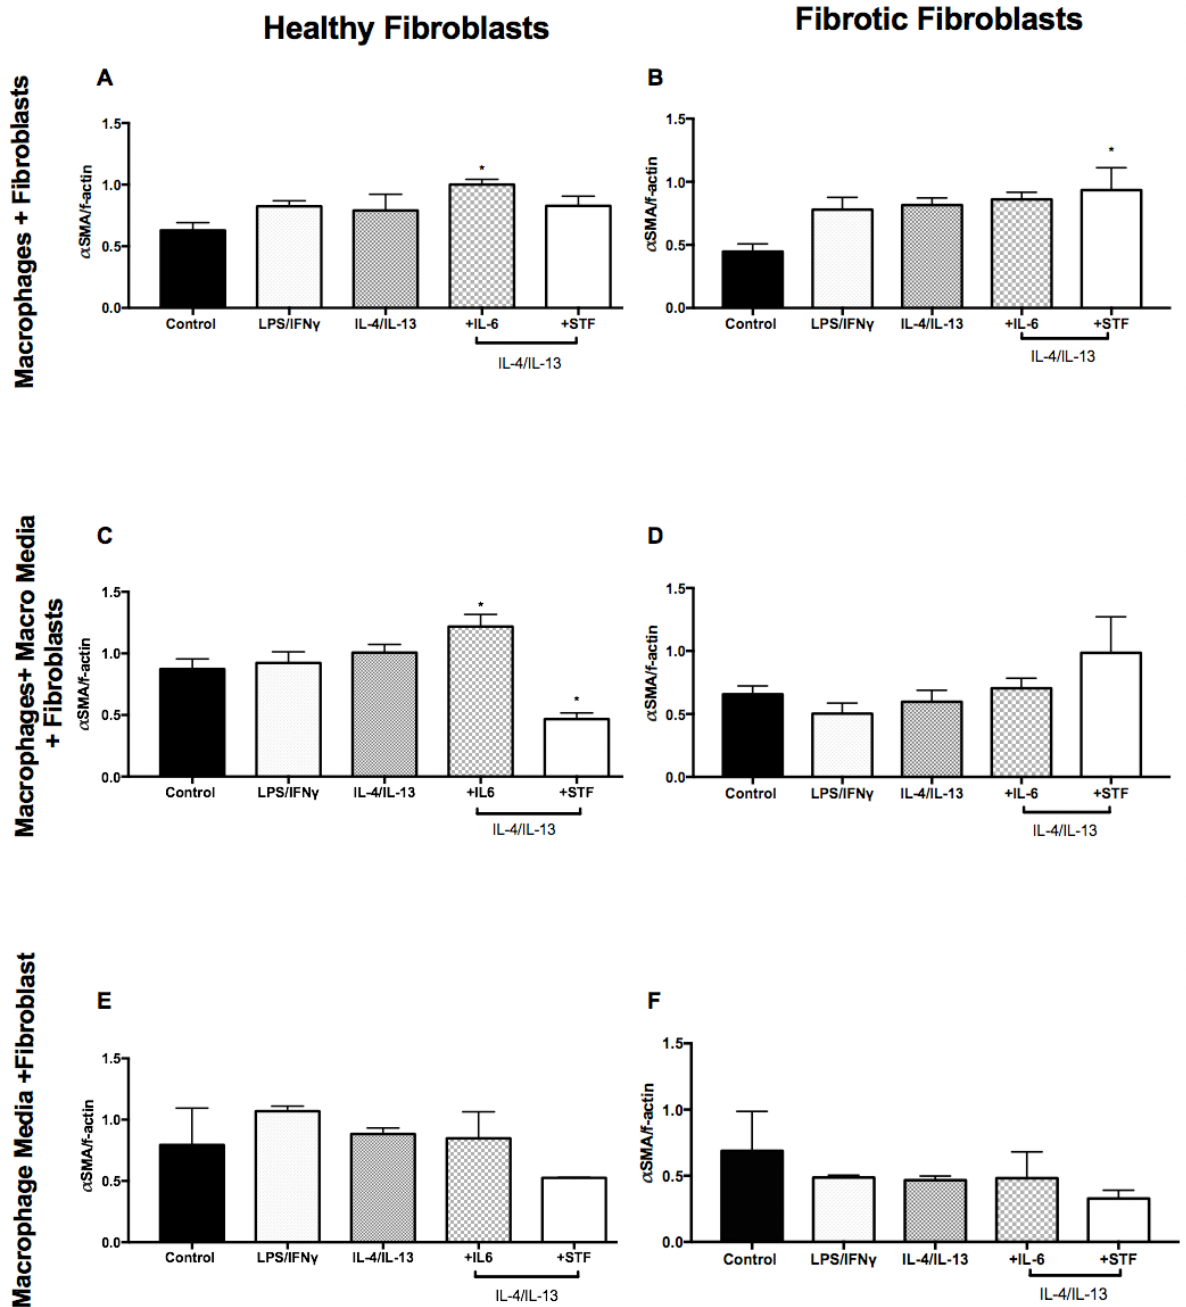 Healthy Fibroblasts
Fibrotic Fibroblasts
Macrophages + Fibroblasts
A
αSMA/f-actin
1.5
1.0
0.5
0.0
*
Control LPS/IFNγ IL-4/IL-13 +IL-6 +STF
IL-4/IL-13
B
αSMA/f-actin
1.5
1.0
0.5
0.0
*
Control LPS/IFNγ IL-4/IL-13 +IL-6 +STF
IL-4/IL-13
Macrophages+ Macro Media
+ Fibroblasts
C
αSMA/f-actin
1.5
1.0
0.5
0.0
*
*
Control LPS/IFNγ IL-4/IL-13 +IL6 +STF
IL-4/IL-13
D
αSMA/f-actin
1.5
1.0
0.5
0.0
Control LPS/IFNγ IL-4/IL-13 +IL-6 +STF
IL-4/IL-13
Macrophage Media +Fibroblast
E
αSMA/f-actin
1.5
1.0
0.5
0.0
Control LPS/IFNγ IL-4/IL-13 +IL6 +STF
IL-4/IL-13
F
αSMA/f-actin
1.5
1.0
0.5
0.0
Control LPS/IFNγ IL-4/IL-13 +IL-6 +STF
IL-4/IL-13